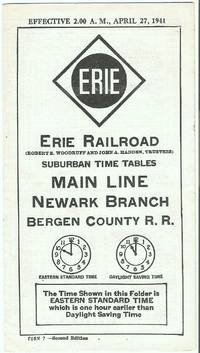 EFFECTIVE 2.00 A. M., APRIL 27, 1941
ERIE
ERIE RAILROAD
(ROBERT E. WOODRUFF AND JOHN A. HADDEN, TRUSTEES)
SUBURBAN TIME TABLES
MAIN LINE
NEWARK BRANCH
BERGEN COUNTY R. R.
EASTERN STANDARD TIME
DAYLIGHT SAVING TIME
The Time Shown in this Folder is
EASTERN STANDARD TIME
which is one hour earlier than
Daylight Saving Time
FORM 7 —Second Edition